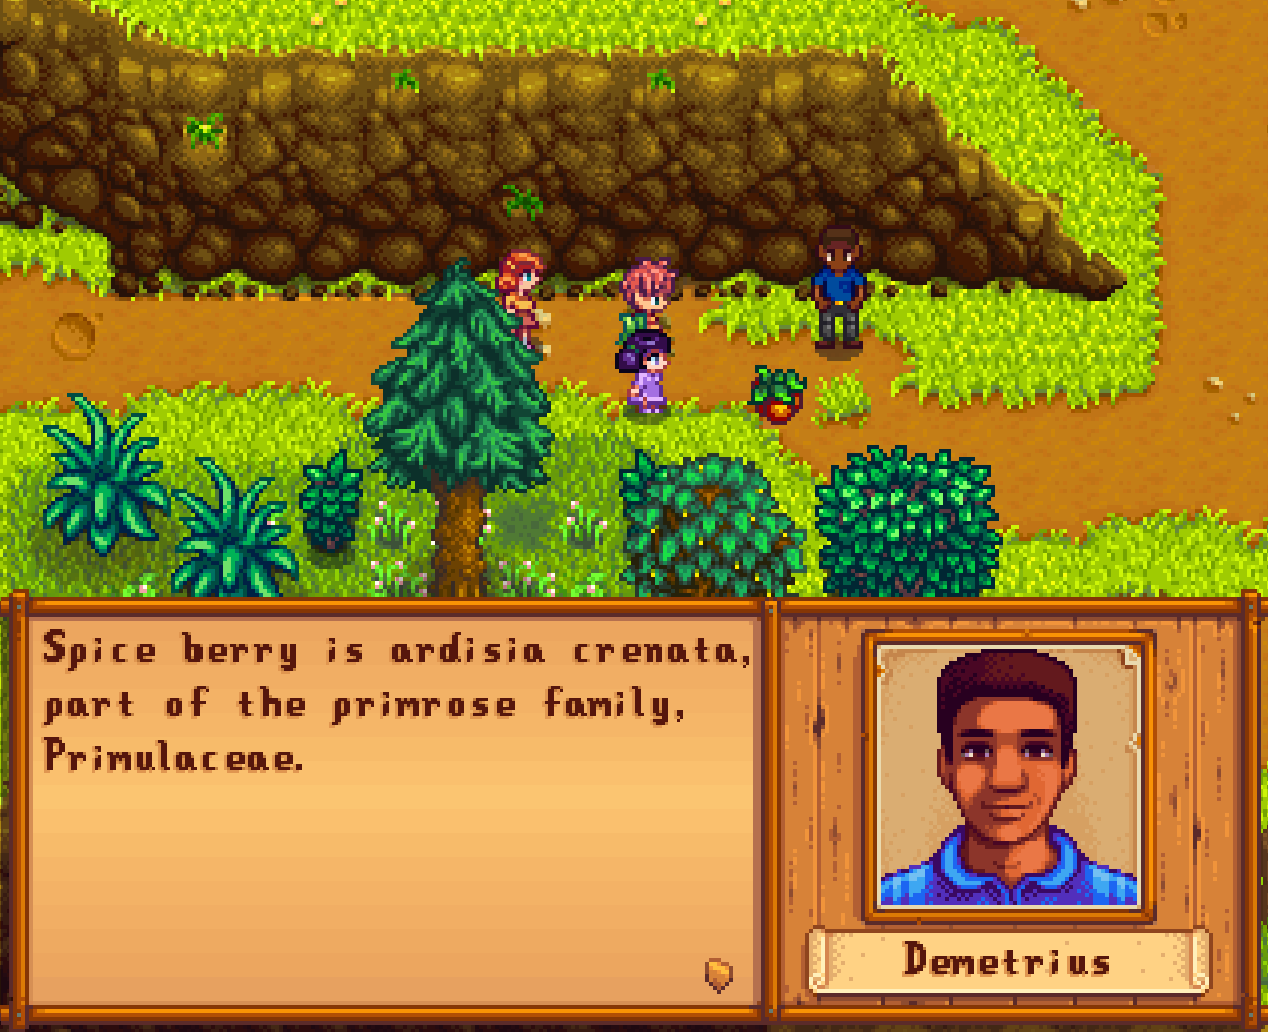 Spice berry is ardisia crenata,
part of the primrose family,
Primulaceae.
Demetrius